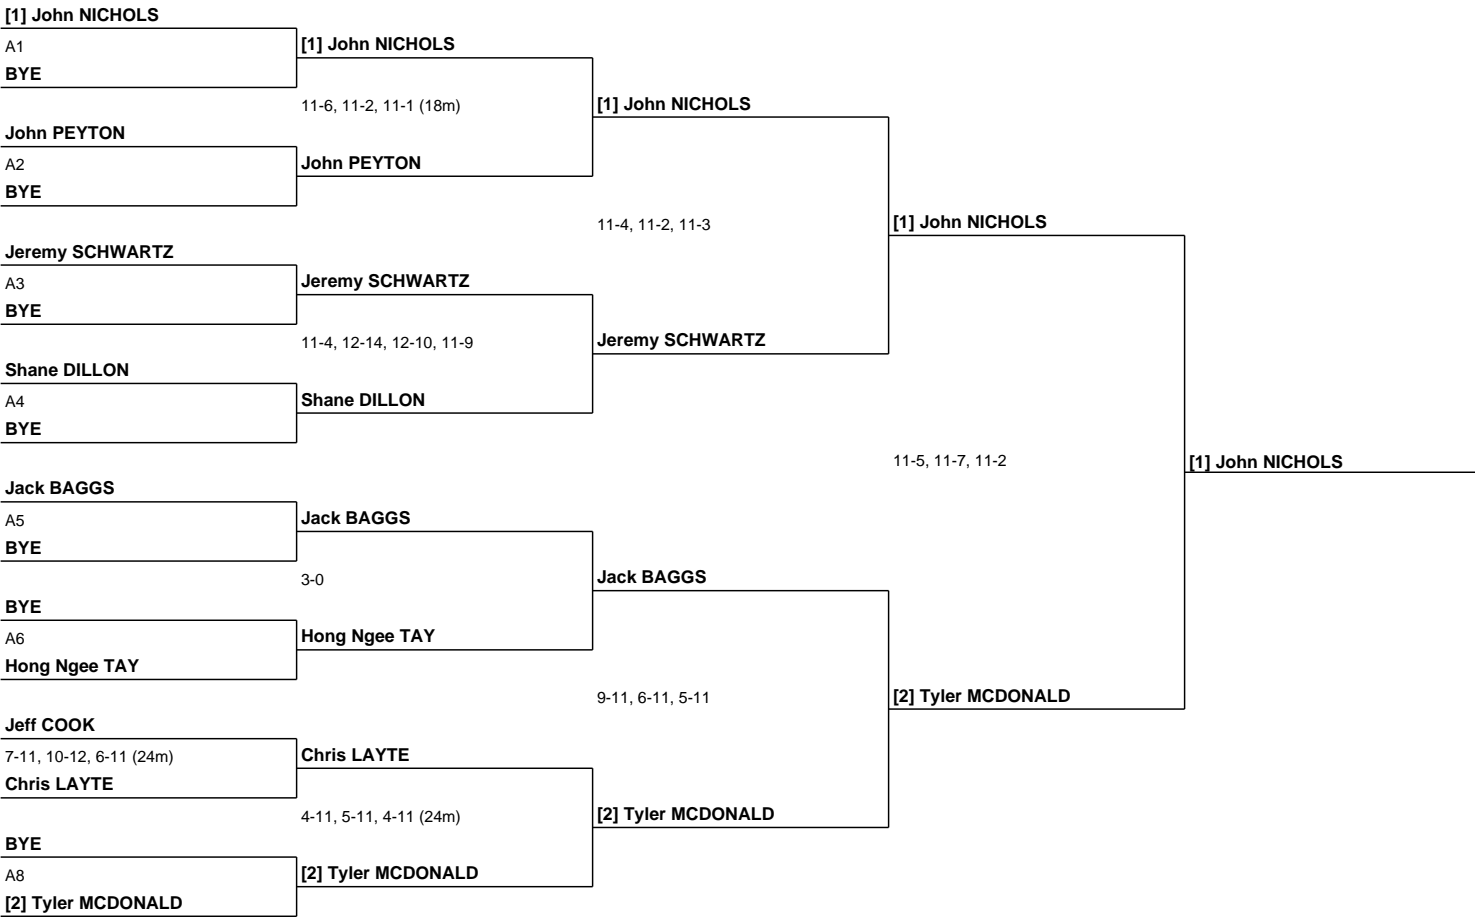 [1] John NICHOLS
A1
BYE
John PEYTON
A2
BYE
Jeremy SCHWARTZ
A3
BYE
Shane DILLON
A4
BYE
Jack BAGGS
A5
BYE
BYE
A6
Hong Ngee TAY
Jeff COOK
7-11, 10-12, 6-11 (24m)
Chris LAYTE
BYE
A8
[2] Tyler MCDONALD
[1] John NICHOLS
11-6, 11-2, 11-1 (18m)
John PEYTON
Jeremy SCHWARTZ
11-4, 12-14, 12-10, 11-9
Shane DILLON
Jack BAGGS
3-0
Hong Ngee TAY
Chris LAYTE
4-11, 5-11, 4-11 (24m)
[2] Tyler MCDONALD
[1] John NICHOLS
11-4, 11-2, 11-3
Jeremy SCHWARTZ
Jack BAGGS
9-11, 6-11, 5-11
[2] Tyler MCDONALD
[1] John NICHOLS
11-5, 11-7, 11-2
[2] Tyler MCDONALD
[1] John NICHOLS